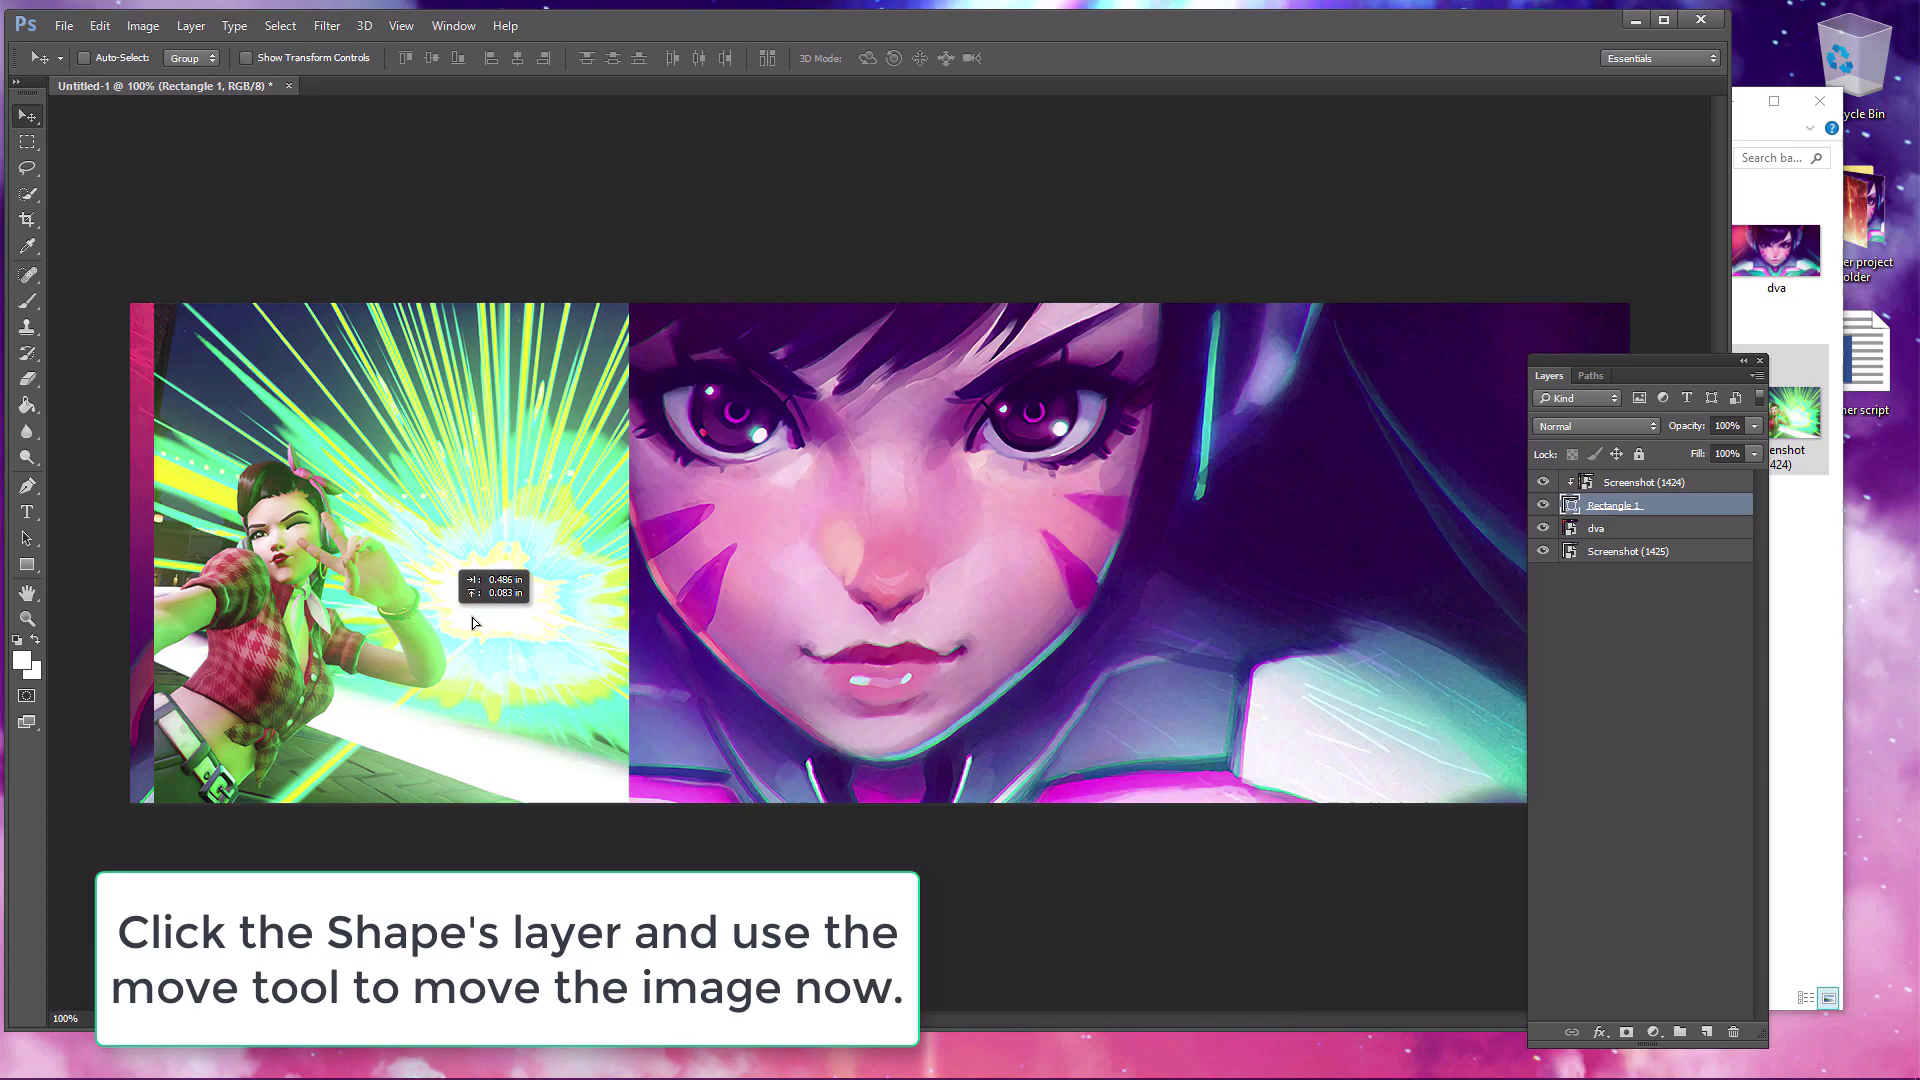 Ps File Edit Image Layer Type Select Filter 3D View Window Help
Auto-Select: Group Show Transform Controls 3D Mode: Essentials
Untitled-1 @ 100% (Rectangle 1, RGB/8) *
cycle Bin
Search ba...
er project
older
dva
her script
enshot
424)
Layers Paths
Kind
Normal Opacity: 100%
Lock: Fill: 100%
Screenshot (1424)
Rectangle 1
dva
Screenshot (1425)
0.486 in
0.083 in
T
fx
100%
Click the Shape's layer and use the
move tool to move the image now.